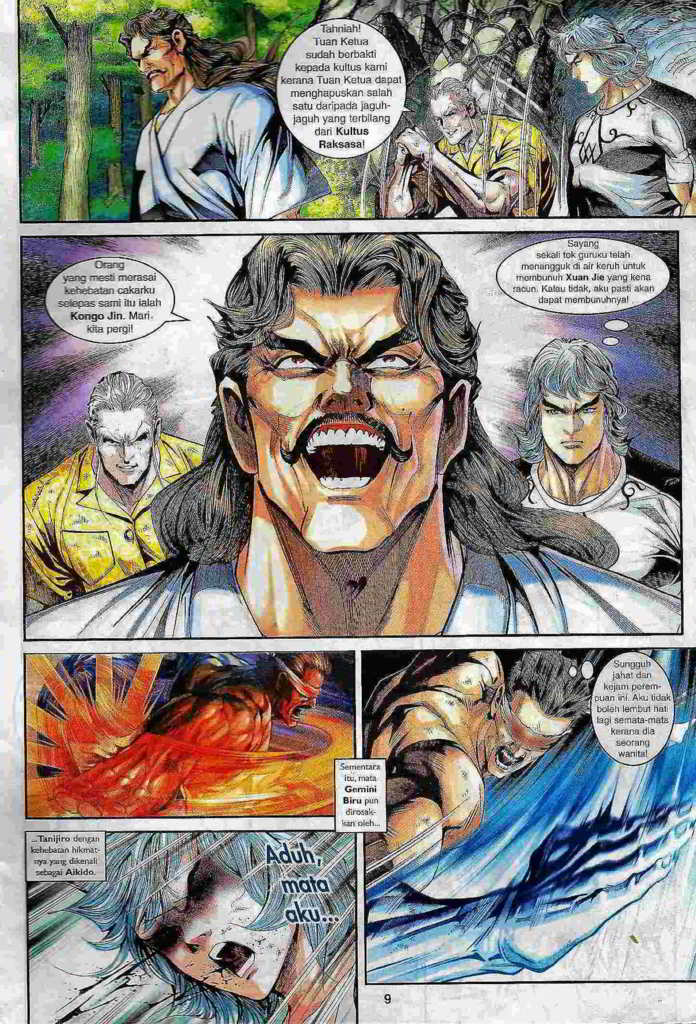 Tahniah!
Tuan Ketua
sudah berbakti
kepada kultus kami
kerana Tuan Ketua dapat
menghapuskan salah
satu daripada jaguh-
jaguh yang terbilang
dari Kultus
Raksasa!
Orang
yang mesti merasai
kehebatan cakarku
selepas sami itu ialah
Kongo Jin. Mari-
kita pergi!
Sayang
sekali tok guruku telah
menangguk di air keruh untuk
membunuh Xuan Jie yang kena
racun. Kalau tidak, aku pasti akan
dapat membunuhnya!
Sementara
itu, mata
Gemini
Biru pun
dirosak-
kan oleh...
Sungguh
jahat dan
kejam perem-
puan ini. Aku tidak
boleh lembut hati
lagi semata-mata
kerana dia
seorang
wanita!
...Tanijiro dengan
kehebatan hikmat-
nya yang dikenali
sebagai Aikido.
Aduh,
mata
aku...
9